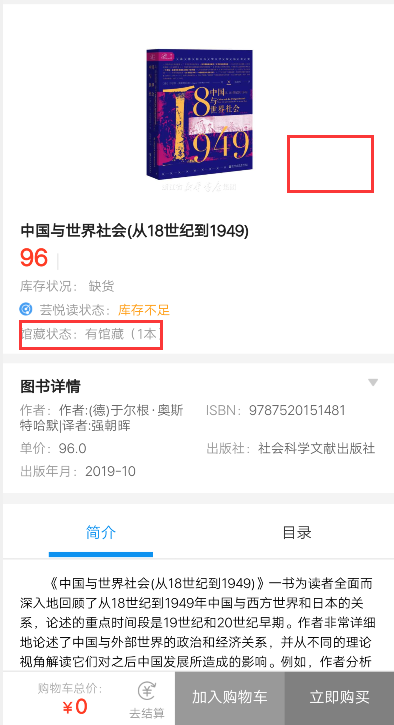 18
中国
与
世界社会
1949
中国与世界社会(从18世纪到1949)
96
库存状况: 缺货
芸悦读状态: 库存不足
馆藏状态: 有馆藏（1本
图书详情
作者: 作者:(德)于尔根·奥斯特哈默|译者:强朝晖
ISBN: 9787520151481
单价: 96.0
出版社: 社会科学文献出版社
出版年月: 2019-10
简介 目录
《中国与世界社会(从18世纪到1949)》一书为读者全面而
深入地回顾了从18世纪到1949年中国与西方世界和日本的关
系，论述的重点时间段是19世纪和20世纪早期。作者非常详细
地论述了中国与外部世界的政治和经济关系，并从不同的理论
视角解读它们对之后中国发展所造成的影响。例如，作者分析
购物车总价:
¥0
去结算
加入购物车
立即购买